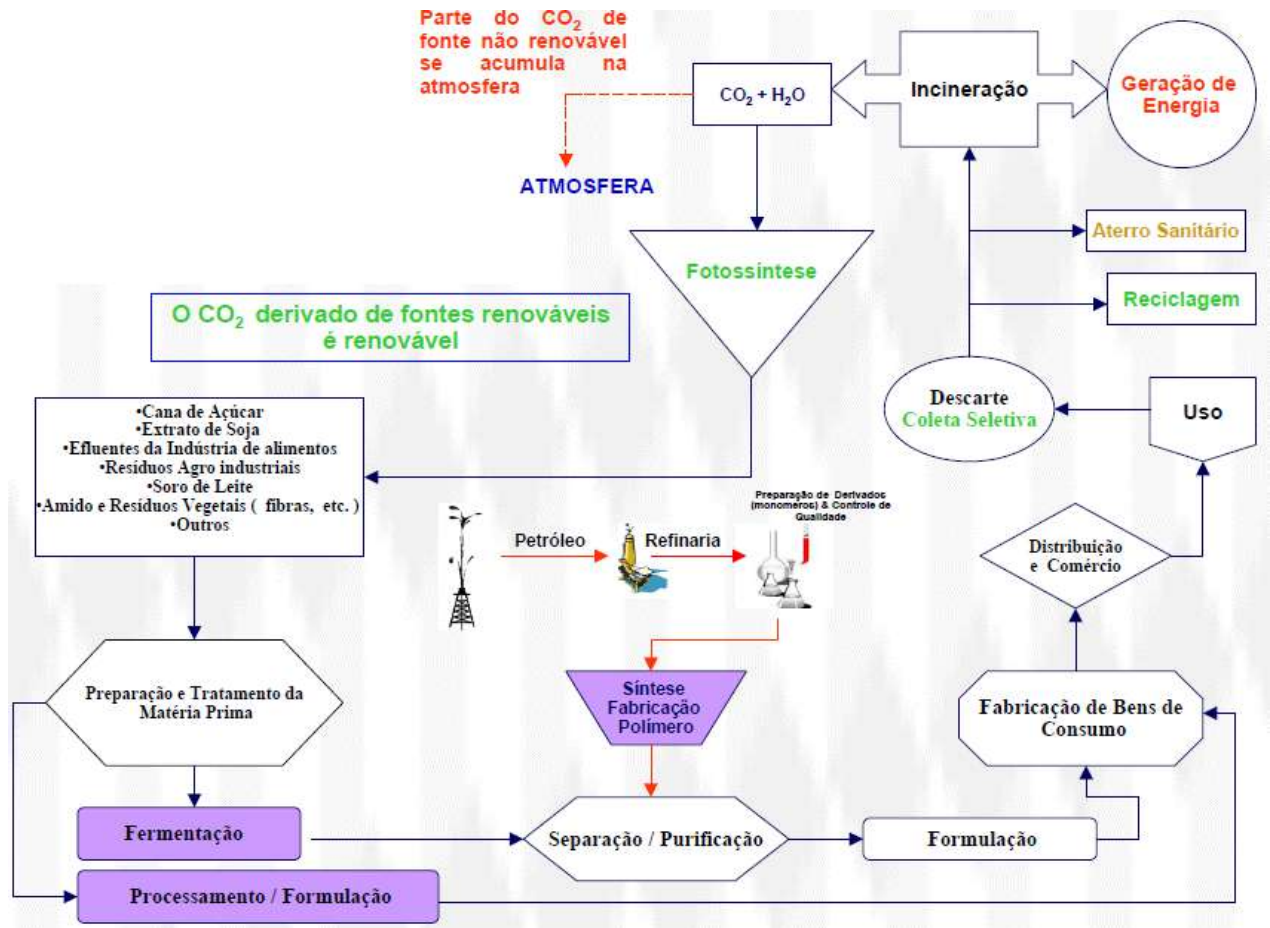 Parte do CO2 de
fonte não renovável
se acumula na
atmosfera
CO2 + H2O
Incineração
Geração de
Energia
ATMOSFERA
Aterro Sanitário
Fotossíntese
Reciclagem
O CO2 derivado de fontes renováveis
é renovável
Descarte
Coleta Seletiva
Uso
•Cana de Açúcar
•Extrato de Soja
•Efluentes da Indústria de alimentos
•Resíduos Agro industriais
•Soro de Leite
•Amido e Resíduos Vegetais ( fibras, etc. )
•Outros
Preparação de Derivados
(monomeros) & Controle de
Qualidade
Petróleo
Refinaria
Distribuição
e Comércio
Síntese
Fabricação
Polímero
Preparação e Tratamento da
Matéria Prima
Fabricação de Bens de
Consumo
Fermentação
Separação / Purificação
Formulação
Processamento / Formulação